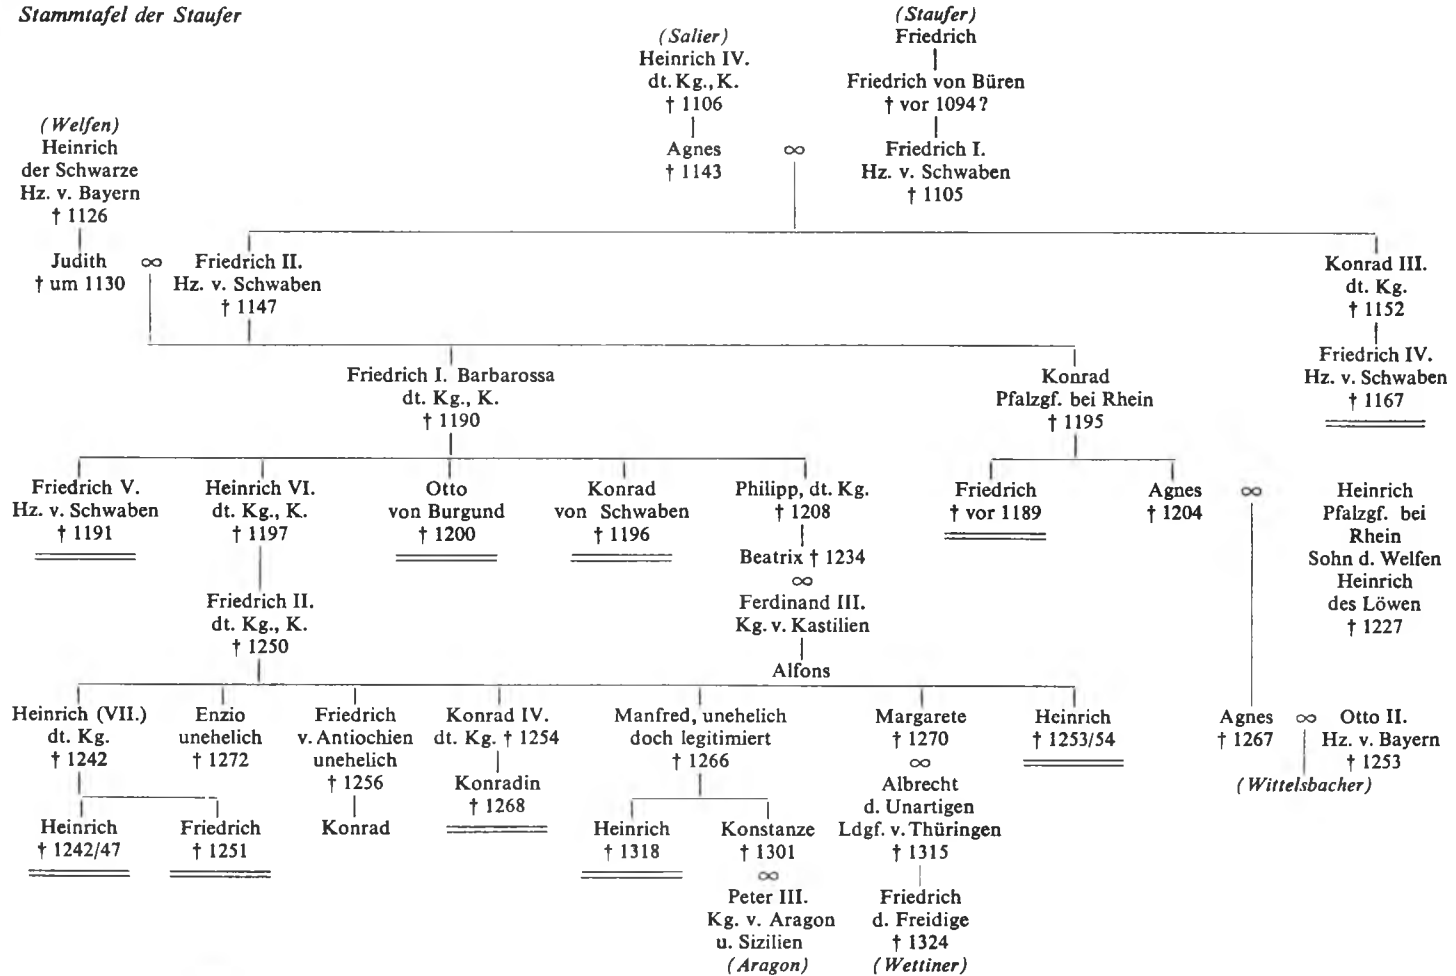 Stammtafel der Staufer
(Staufer)
Friedrich
Friedrich von Büren
† vor 1094?
Friedrich I.
Hz. v. Schwaben
† 1105
(Salier)
Heinrich IV.
dt. Kg., K.
† 1106
Agnes
† 1143
∞
(Welfen)
Heinrich
der Schwarze
Hz. v. Bayern
† 1126
Judith
† um 1130
∞
Friedrich II.
Hz. v. Schwaben
† 1147
Konrad III.
dt. Kg.
† 1152
Friedrich IV.
Hz. v. Schwaben
† 1167
Friedrich I. Barbarossa
dt. Kg., K.
† 1190
Konrad
Pfalzgf. bei Rhein
† 1195
Friedrich V.
Hz. v. Schwaben
† 1191
Heinrich VI.
dt. Kg., K.
† 1197
Otto
von Burgund
† 1200
Konrad
von Schwaben
† 1196
Philipp, dt. Kg.
† 1208
Beatrix † 1234
∞
Ferdinand III.
Kg. v. Kastilien
Alfons
Friedrich
† vor 1189
Agnes
† 1204
∞
Heinrich
Pfalzgf. bei
Rhein
Sohn d. Welfen
Heinrich
des Löwen
† 1227
Friedrich II.
dt. Kg., K.
† 1250
Heinrich (VII.)
dt. Kg.
† 1242
Enzio
unehelich
† 1272
Friedrich
v. Antiochien
unehelich
† 1256
Konrad
Konrad IV.
dt. Kg. † 1254
Konradin
† 1268
Manfred, unehelich
doch legitimiert
† 1266
Margarete
† 1270
∞
Albrecht
d. Unartigen
Ldgf. v. Thüringen
† 1315
Friedrich
d. Freidige
† 1324
(Wettiner)
Heinrich
† 1253/54
Agnes
† 1267
∞
Otto II.
Hz. v. Bayern
† 1253
(Wittelsbacher)
Heinrich
† 1242/47
Friedrich
† 1251
Heinrich
† 1318
Konstanze
† 1301
∞
Peter III.
Kg. v. Aragon
u. Sizilien
(Aragon)